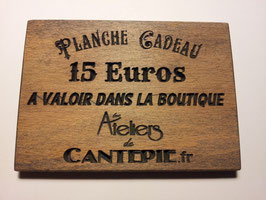 PLANCHE CADEAU
15 EUROS
A VALOIR DANS LA BOUTIQUE
Ateliers
de
CANTEPIE.fr